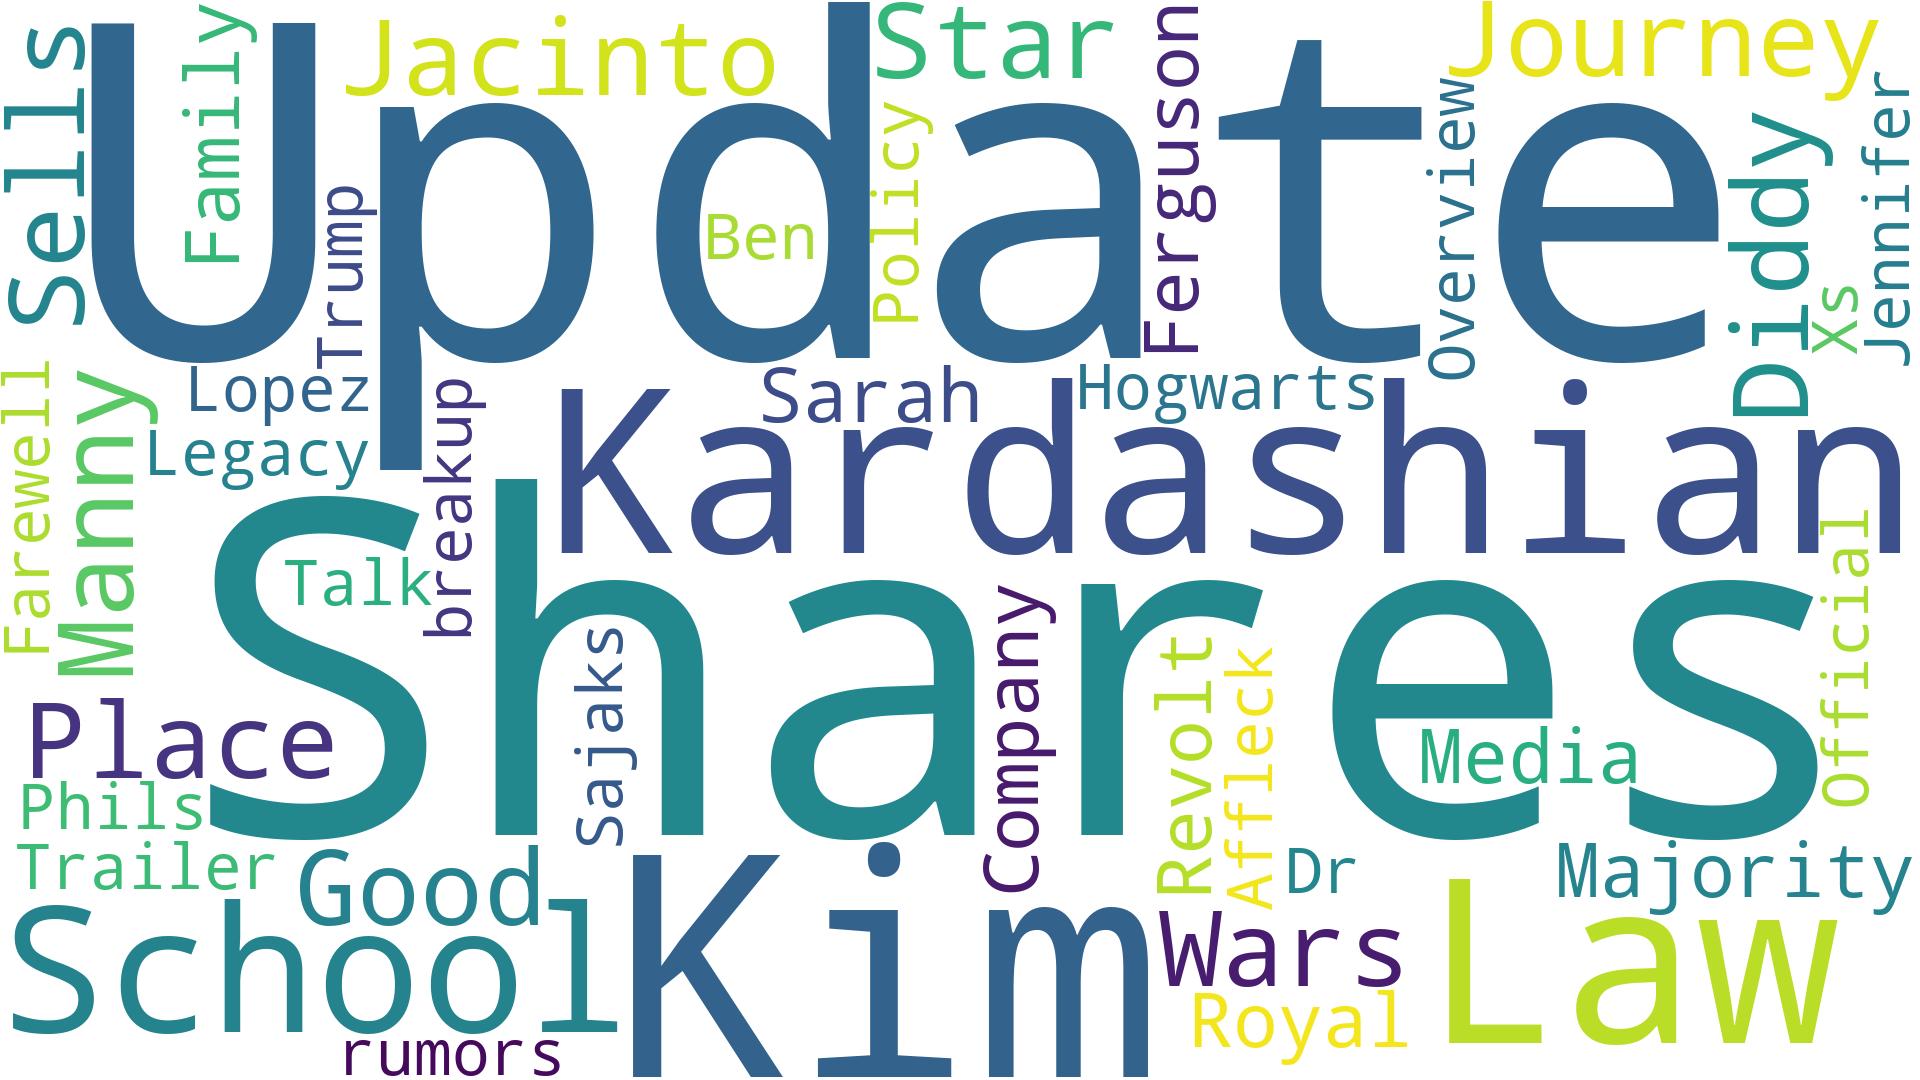 Update
Sells
Family
Jacinto
Star
Ferguson
Journey
Jennifer
Policy
Overview
Diddy
Trump
Ben
Xs
Lopez
Sarah
Hogwarts
Farewell
Manny
Legacy
breakup
Kardashian
Shares
Talk
Official
Sajaks
Company
Revolt
Affleck
Place
Media
Phils
Trailer
Good
Dr
Majority
School
Kim
Wars
Law
Royal
rumors